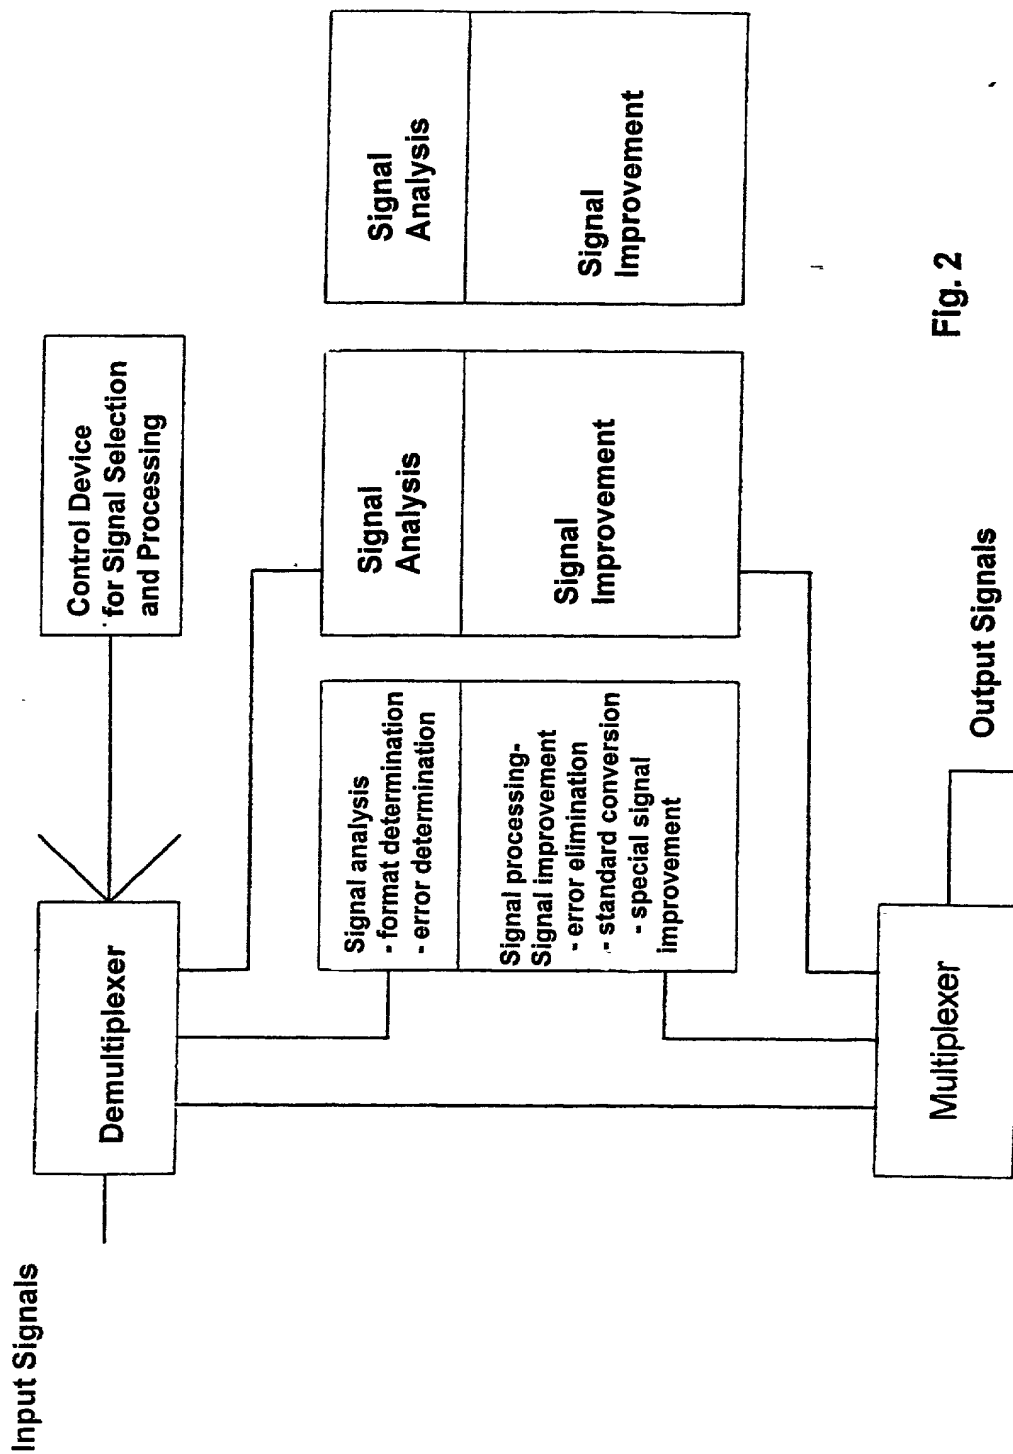 Input Signals
Demultiplexer
Control Device
for Signal Selection
and Processing
Signal analysis
- format determination
- error determination
Signal processing-
Signal improvement
- error elimination
- standard conversion
- special signal
improvement
Signal
Analysis
Signal
Improvement
Signal
Analysis
Signal
Improvement
Multiplexer
Output Signals
Fig. 2